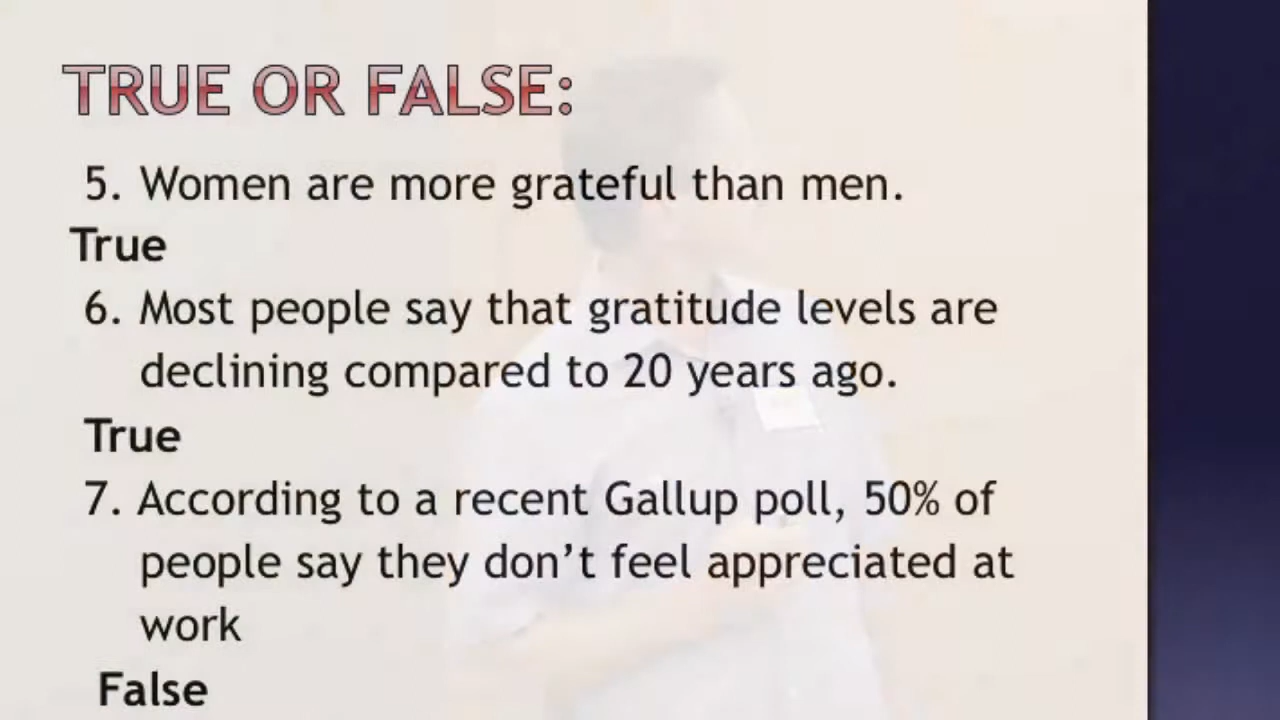 TRUE OR FALSE:
5. Women are more grateful than men.
True
6. Most people say that gratitude levels are
declining compared to 20 years ago.
True
7. According to a recent Gallup poll, 50% of
people say they don’t feel appreciated at
work
False